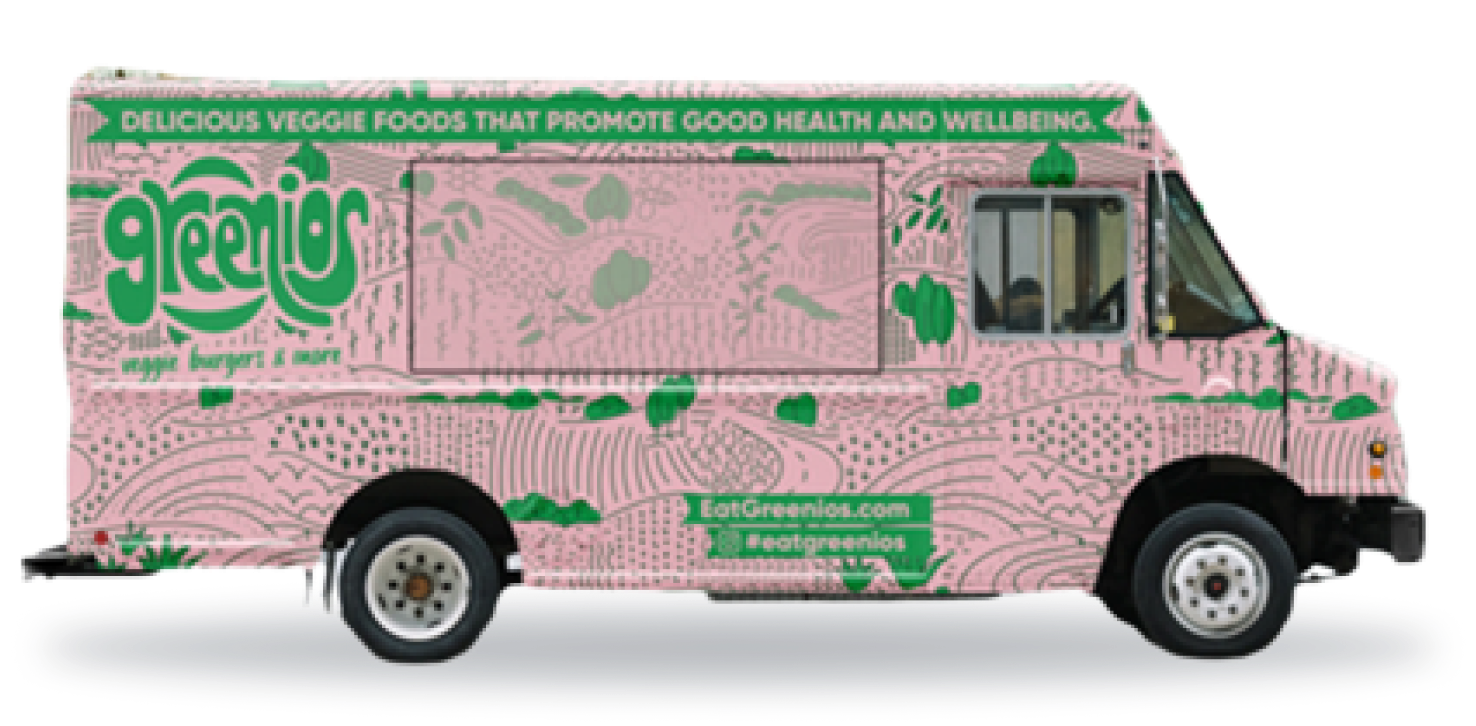 DELICIOUS VEGGIE FOODS THAT PROMOTE GOOD HEALTH AND WELLBEING.
greenios
veggie burgers & more
EatGreenios.com
#eatgreenios